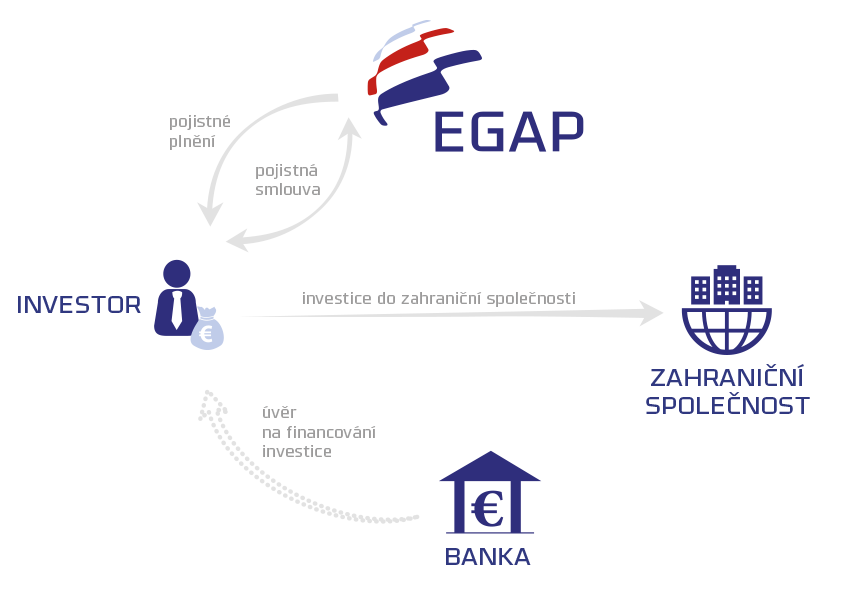 EGAP
pojistné
plnění
pojistná
smlouva
INVESTOR
€
investice do zahraniční společnosti
ZAHRANIČNÍ
SPOLEČNOST
úvěr
na financování
investice
€
BANKA